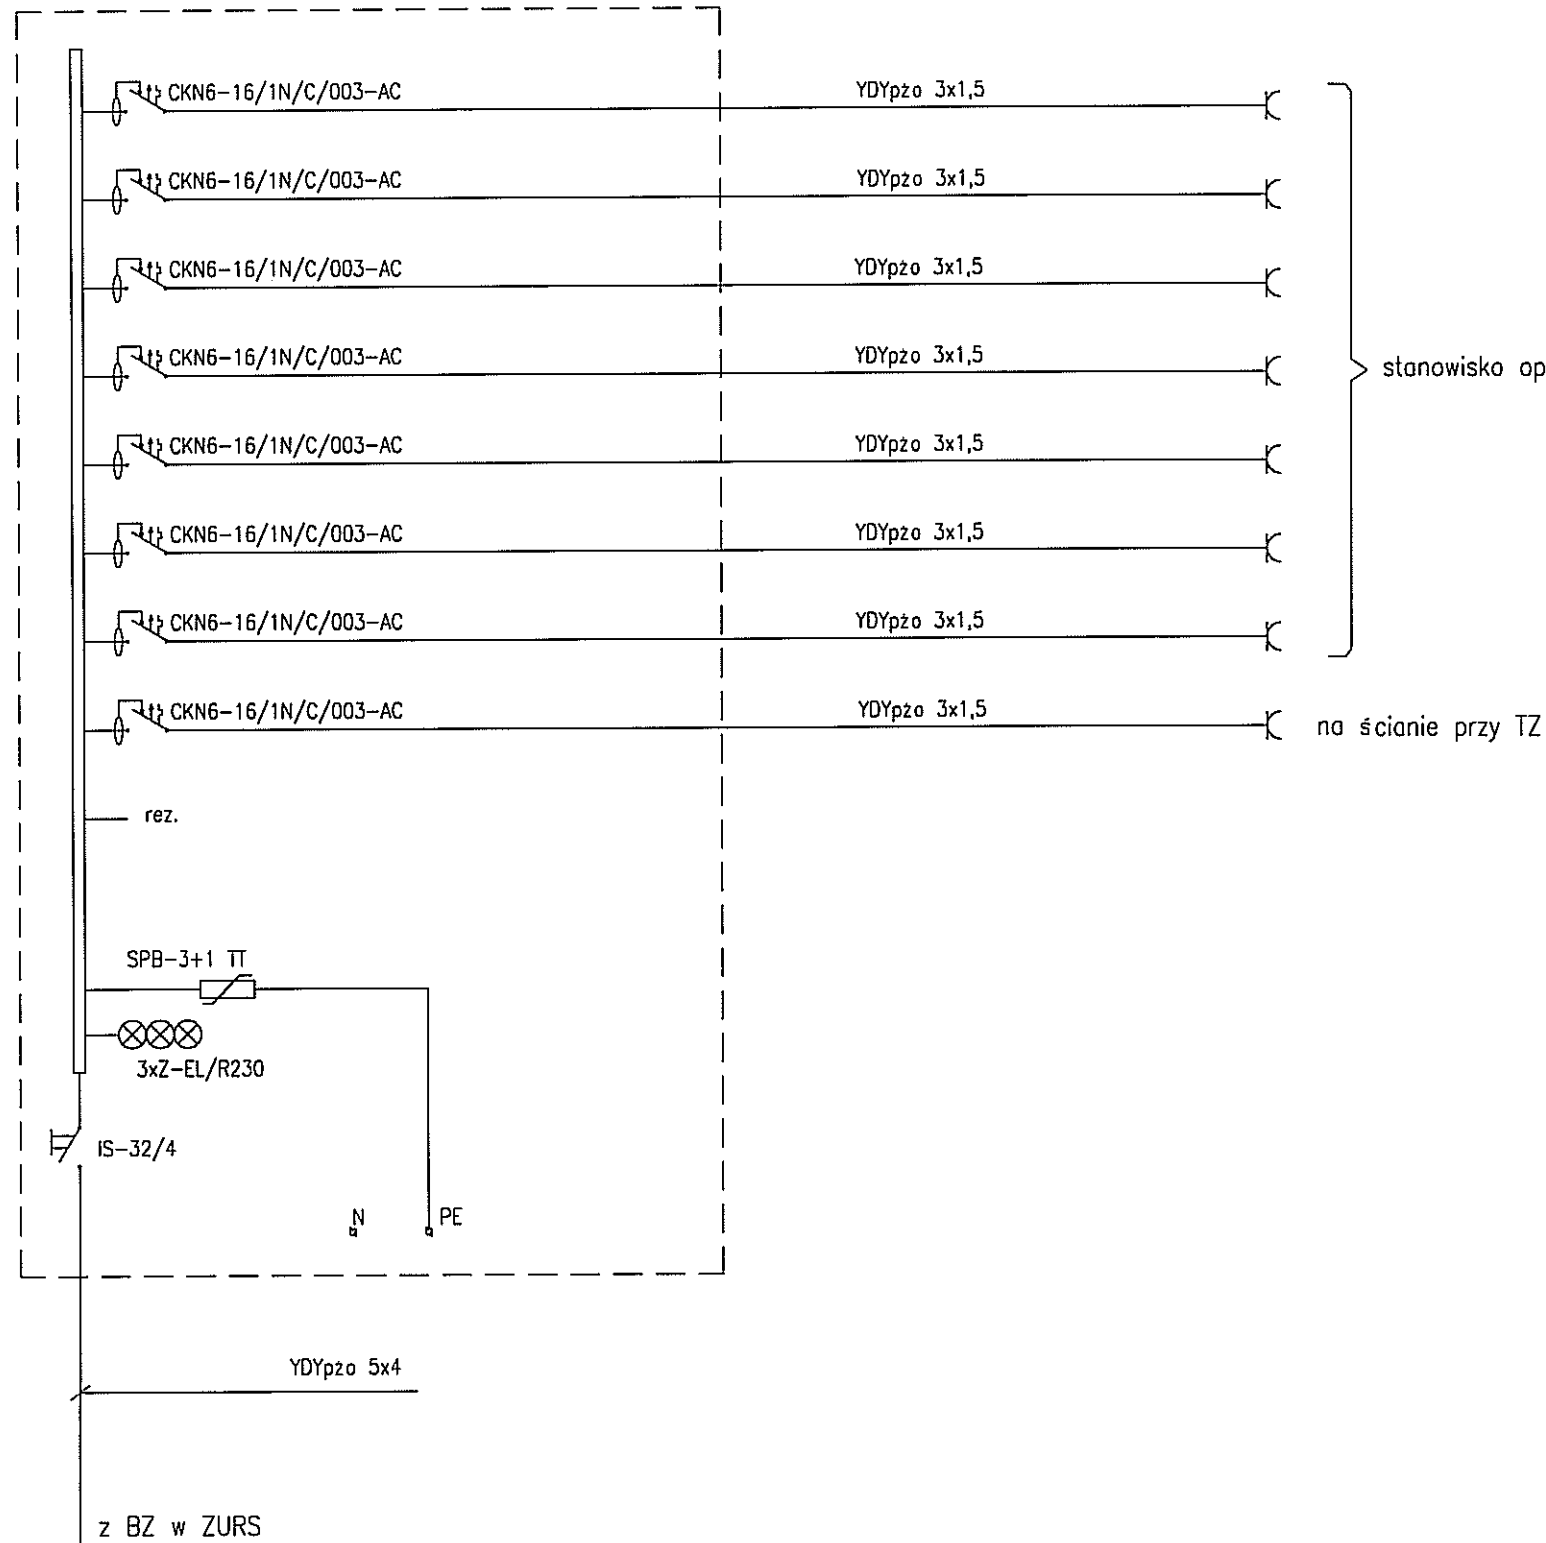 CKN6-16/1N/C/003-AC YDYpżo 3x1,5
CKN6-16/1N/C/003-AC YDYpżo 3x1,5
CKN6-16/1N/C/003-AC YDYpżo 3x1,5
CKN6-16/1N/C/003-AC YDYpżo 3x1,5
stanowisko op
CKN6-16/1N/C/003-AC YDYpżo 3x1,5
CKN6-16/1N/C/003-AC YDYpżo 3x1,5
CKN6-16/1N/C/003-AC YDYpżo 3x1,5
CKN6-16/1N/C/003-AC YDYpżo 3x1,5 na ścianie przy TZ
rez.
SPB-3+1 TT
3xZ-EL/R230
IS-32/4
N PE
YDYpżo 5x4
z BZ w ZURS